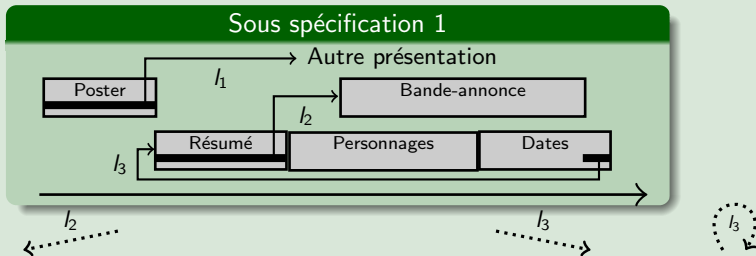 Sous spécification 1
Autre présentation
l1
Poster
Bande-annonce
l2
Résumé
Personnages
Dates
l3
l2
l3
l3